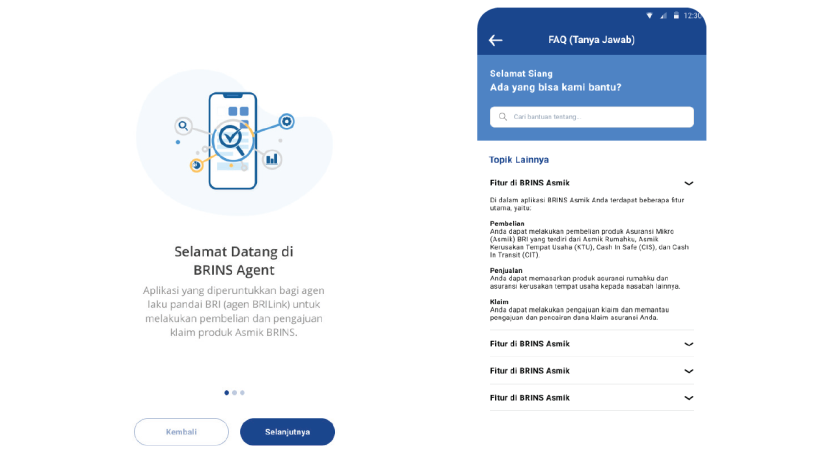 Selamat Datang di
BRINS Agent
Aplikasi yang diperuntukkan bagi agen
laku pandai BRI (agen BRILink) untuk
melakukan pembelian dan pengajuan
klaim produk Asmik BRINS.
Kembali
Selanjutnya
12:30
FAQ (Tanya Jawab)
Selamat Siang
Ada yang bisa kami bantu?
Cari bantuan tentang..
Topik Lainnya
Fitur di BRINS Asmik
Di dalam aplikasi BRINS Asmik Anda terdapat beberapa fitur
utama, yaitu:
Pembelian
Anda dapat melakukan pembelian produk Asuransi Mikro
(Asmik) BRI yang terdiri dari Asmik Rumahku, Asmik
Kerusakan Tempat Usaha (KTU), Cash In Safe (CIS), dan Cash
In Transit (CIT).
Penjualan
Anda dapat memasarkan produk asuransi rumahku dan
asuransi kerusakan tempat usaha kepada nasabah lainnya.
Klaim
Anda dapat melakukan pengajuan klaim dan memantau
pengajuan dan pencairan dana klaim asuransi Anda.
Fitur di BRINS Asmik
Fitur di BRINS Asmik
Fitur di BRINS Asmik